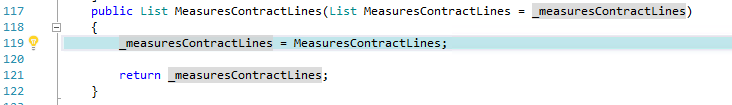 117 public List MeasuresContractLines(List MeasuresContractLines = _measuresContractLines)
118 {
119 _measuresContractLines = MeasuresContractLines;
120
121 return _measuresContractLines;
122 }